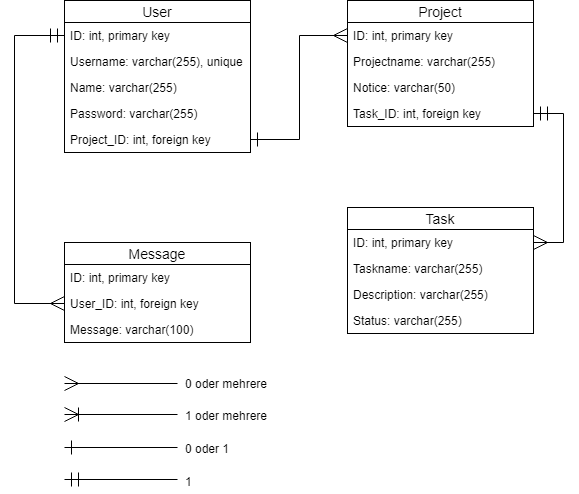 User
ID: int, primary key
Username: varchar(255), unique
Name: varchar(255)
Password: varchar(255)
Project_ID: int, foreign key
Project
ID: int, primary key
Projectname: varchar(255)
Notice: varchar(50)
Task_ID: int, foreign key
Message
ID: int, primary key
User_ID: int, foreign key
Message: varchar(100)
Task
ID: int, primary key
Taskname: varchar(255)
Description: varchar(255)
Status: varchar(255)
0 oder mehrere
1 oder mehrere
0 oder 1
1